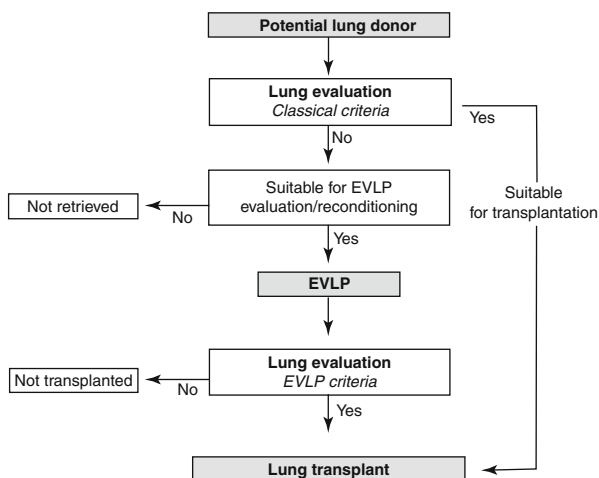 Potential lung donor
Lung evaluation
Classical criteria
Yes
No
Suitable for EVLP
evaluation/reconditioning
Not retrieved
No
Suitable
for transplantation
Yes
EVLP
Lung evaluation
EVLP criteria
Not transplanted
No
Yes
Lung transplant